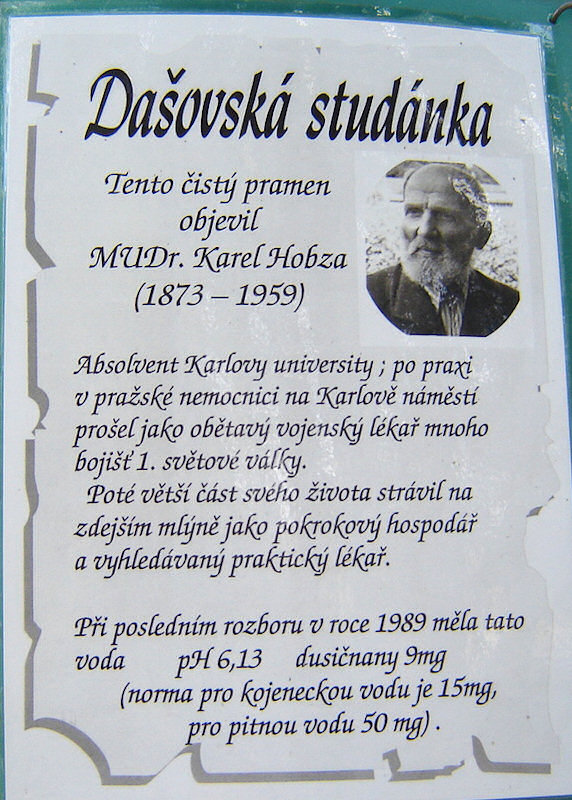 Dašovská studánka
Tento čistý pramen
objevil
MUDr. Karel Hobza
(1873 – 1959)
Absolvent Karlovy university ; po praxi
v pražské nemocnici na Karlově náměstí
prošel jako obětavý vojenský lékař mnoho
bojišť 1. světové války.
Poté větší část svého života strávil na
zdejším mlýně jako pokrokový hospodář
a vyhledávaný praktický lékař.
Při posledním rozboru v roce 1989 měla tato
voda pH 6,13 dusičnany 9mg
(norma pro kojeneckou vodu je 15mg,
pro pitnou vodu 50 mg) .